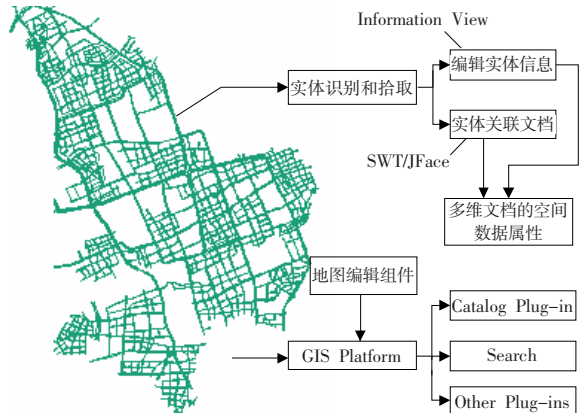 Information View
编辑实体信息
实体识别和拾取
实体关联文档
SWT/JFace
多维文档的空间
数据属性
地图编辑组件
Catalog Plug-in
GIS Platform
Search
Other Plug-ins